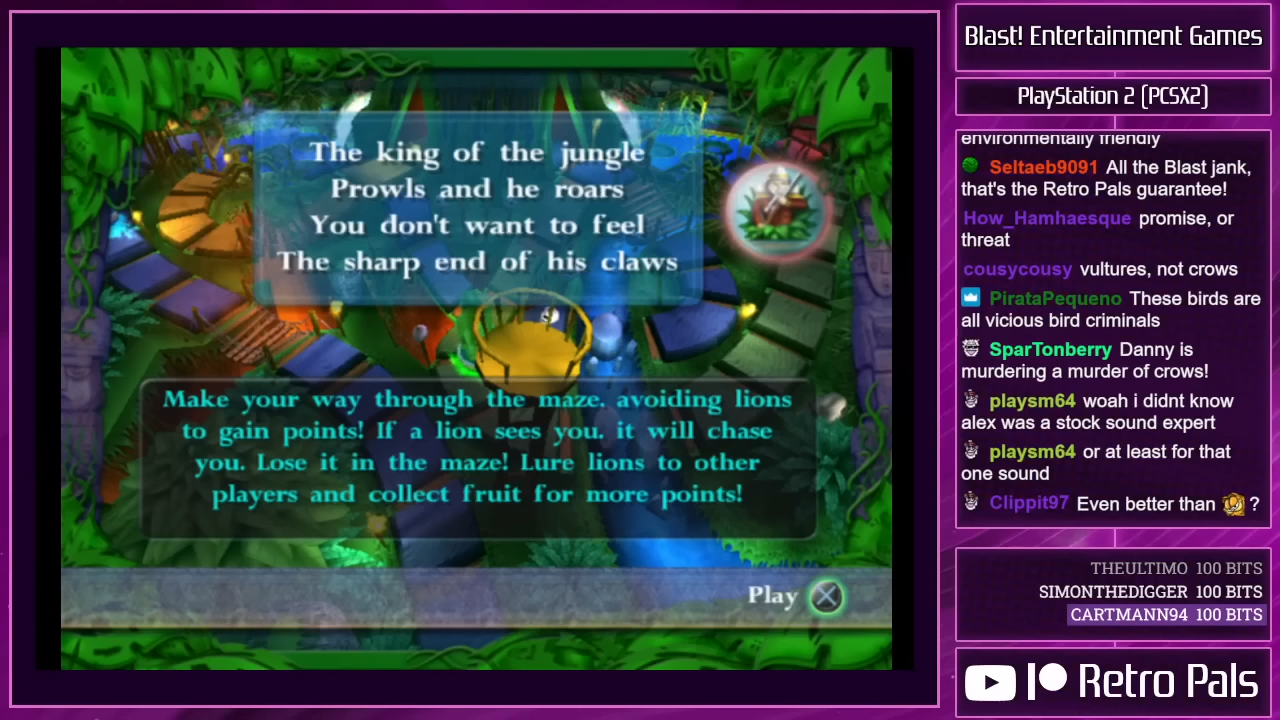 The king of the jungle
Prowls and he roars
You don't want to feel
The sharp end of his claws
Make your way through the maze. avoiding lions
to gain points! If a lion sees you. it will chase
you. Lose it in the maze! Lure lions to other
players and collect fruit for more points!
Play
Blast! Entertainment Games
PlayStation 2 (PCSX2)
environmentally friendly
Seltaeb9091 All the Blast jank,
that's the Retro Pals guarantee!
How_Hamhaesque promise, or
threat
cousycousy vultures, not crows
PirataPequeno These birds are
all vicious bird criminals
SparTonberry Danny is
murdering a murder of crows!
playsm64 woah i didnt know
alex was a stock sound expert
playsm64 or at least for that
one sound
Clippit97 Even better than ?
THEULTIMO 100 BITS
SIMONTHEDIGGER 100 BITS
CARTMANN94 100 BITS
Retro Pals